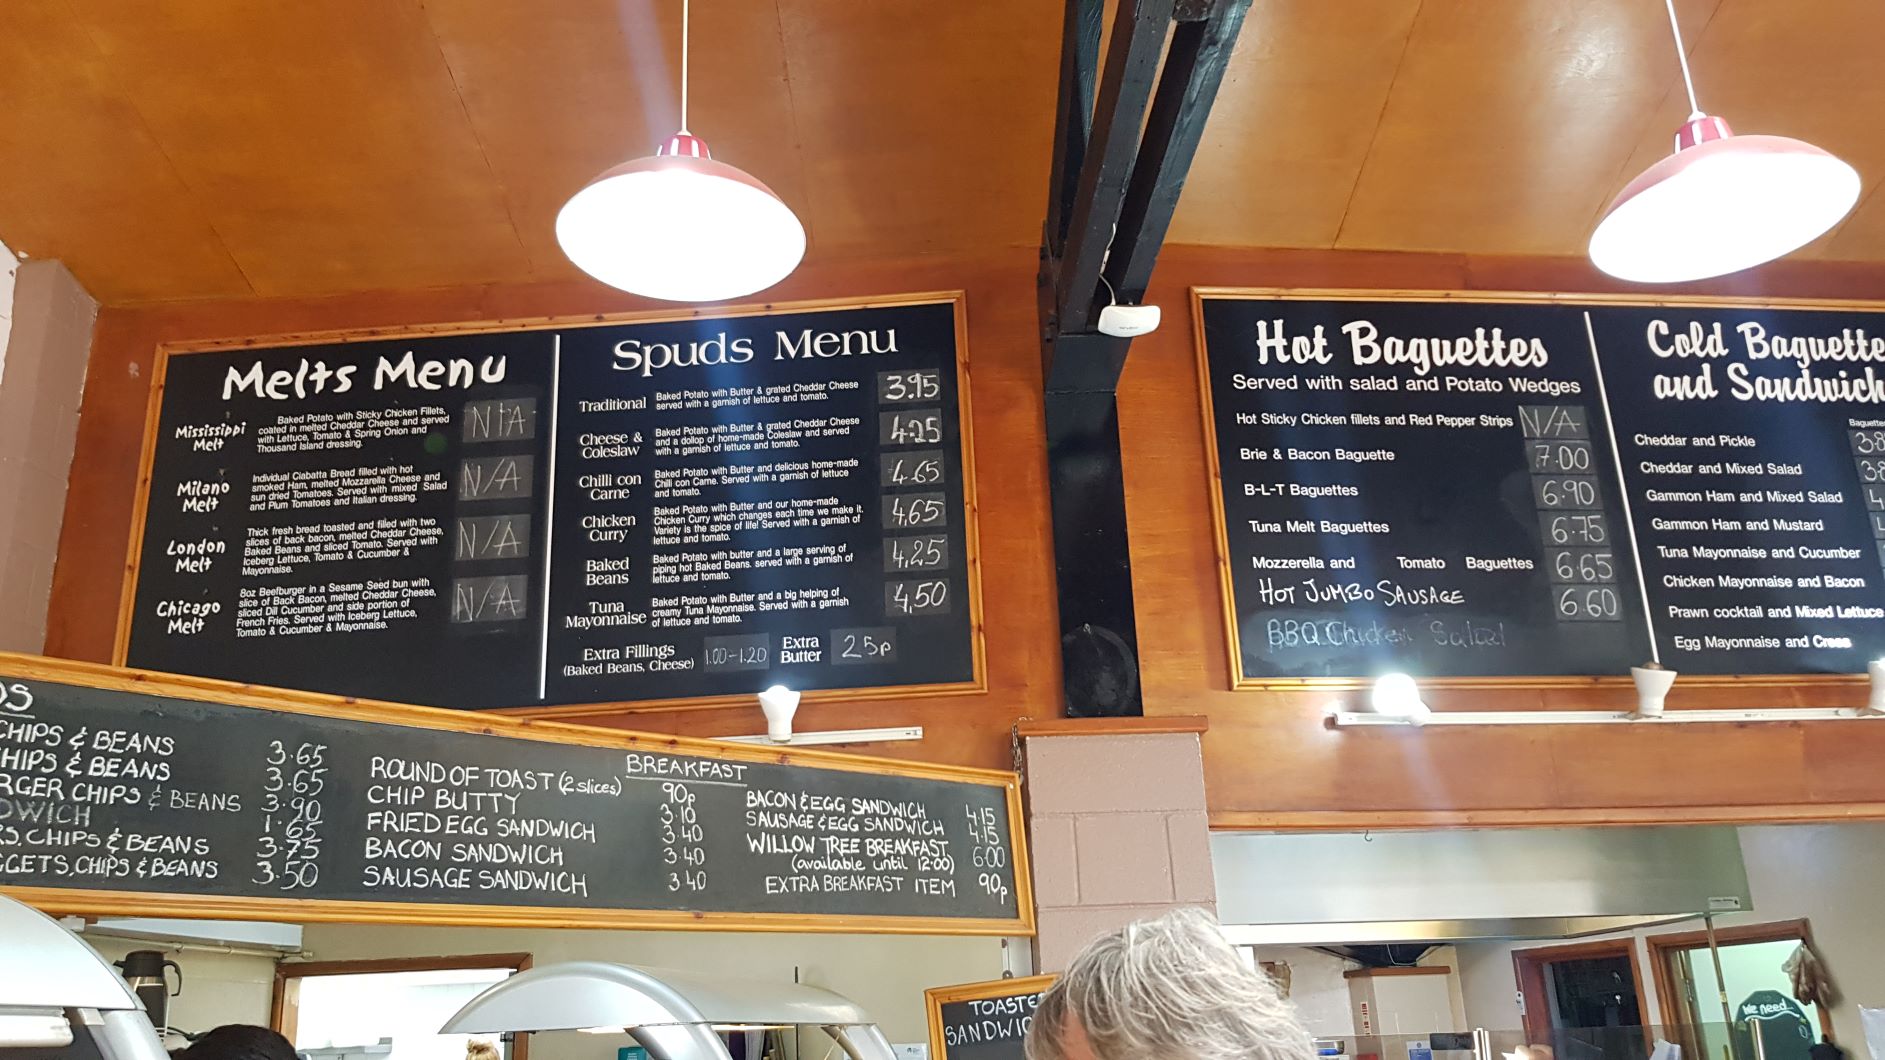 Melts Menu
Mississippi
Melt
Baked Potato with Sticky Chicken Fillets,
coated in melted Cheddar Cheese and served
with Lettuce, Tomato & Spring Onion and
Thousand Island dressing.
N/A
Milano
Melt
Individual Ciabatta Bread filled with hot
smoked Ham, melted Mozzarella Cheese and
sun dried Tomatoes. Served with mixed Salad
and Plum Tomatoes and Italian dressing.
N/A
London
Melt
Thick fresh bread toasted and filled with two
slices of back bacon, melted Cheddar Cheese,
Baked Beans and sliced Tomato. Served with
Iceberg Lettuce, Tomato & Cucumber &
Mayonnaise.
N/A
Chicago
Melt
8oz Beefburger in a Sesame Seed bun with
slice of Back Bacon, melted Cheddar Cheese,
sliced Dill Cucumber and side portion of
French Fries. Served with Iceberg Lettuce,
Tomato & Cucumber & Mayonnaise.
N/A
Spuds Menu
Traditional
Baked Potato with Butter & grated Cheddar Cheese
served with a garnish of lettuce and tomato.
3.95
Cheese &
Coleslaw
Baked Potato with Butter & grated Cheddar Cheese
and a dollop of home-made Coleslaw and served
with a garnish of lettuce and tomato.
4.25
Chilli con
Carne
Baked Potato with Butter and delicious home-made
Chilli con Carne. Served with a garnish of lettuce
and tomato.
4.65
Chicken
Curry
Baked Potato with Butter and our home-made
Chicken Curry which changes each time we make it.
Variety is the spice of life! Served with a garnish of
lettuce and tomato.
4,65
Baked
Beans
Baked Potato with butter and a large serving of
piping hot Baked Beans. served with a garnish of
lettuce and tomato.
4,25
Tuna
Mayonnaise
Baked Potato with Butter and a big helping of
creamy Tuna Mayonnaise. Served with a garnish
of lettuce and tomato.
4,50
Extra Fillings
(Baked Beans, Cheese)
1.00-1.20
Extra
Butter
25p
Hot Baguettes
Served with salad and Potato Wedges
Hot Sticky Chicken fillets and Red Pepper Strips N/A
Brie & Bacon Baguette 7.00
B-L-T Baguettes 6.90
Tuna Melt Baguettes 6.75
Mozzerella and Tomato Baguettes 6.65
HOT JUMBO SAUSAGE 6.60
BBQ Chicken Salad
Cold Baguette
and Sandwich
Baguette
Cheddar and Pickle 3.8
Cheddar and Mixed Salad 3.8
Gammon Ham and Mixed Salad 4
Gammon Ham and Mustard
Tuna Mayonnaise and Cucumber
Chicken Mayonnaise and Bacon
Prawn cocktail and Mixed Lettuce
Egg Mayonnaise and Cress
DS
CHIPS & BEANS 3.65
HIPS & BEANS 3.65
RGER CHIPS & BEANS 3.90
DWICH 1.65
RS, CHIPS & BEANS 3.75
GGETS, CHIPS & BEANS 3.50
BREAKFAST
ROUND OF TOAST (2 slices) 90p
CHIP BUTTY 3.10
FRIED EGG SANDWICH 3.40
BACON SANDWICH 3.40
SAUSAGE SANDWICH 3.40
BACON & EGG SANDWICH 4.15
SAUSAGE & EGG SANDWICH 4.15
WILLOW TREE BREAKFAST 6.00
(available until 12:00)
EXTRA BREAKFAST ITEM 90p
TOASTE
SANDWIC
We need